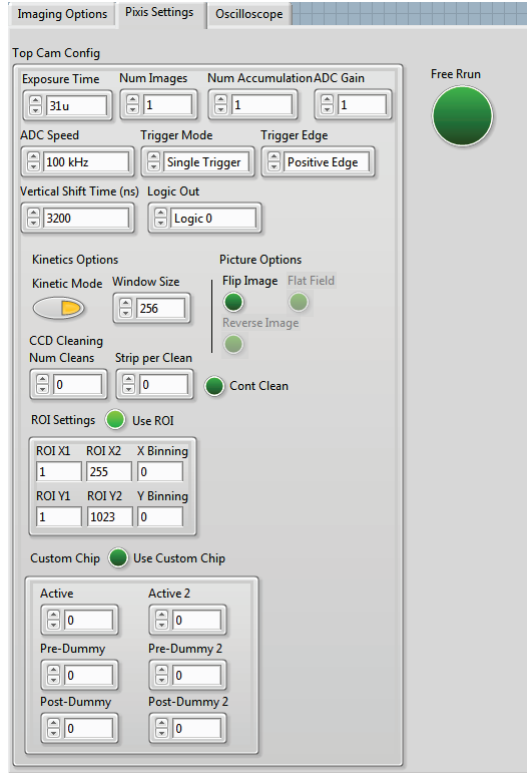 Imaging Options Pixis Settings Oscilloscope
Top Cam Config
Exposure Time Num Images Num Accumulation ADC Gain Free Rrun
31u 1 1 1
ADC Speed Trigger Mode Trigger Edge
100 kHz Single Trigger Positive Edge
Vertical Shift Time (ns) Logic Out
3200 Logic 0
Kinetics Options Picture Options
Kinetic Mode Window Size Flip Image Flat Field
256
Reverse Image
CCD Cleaning
Num Cleans Strip per Clean
0 0 Cont Clean
ROI Settings Use ROI
ROI X1 ROI X2 X Binning
1 255 0
ROI Y1 ROI Y2 Y Binning
1 1023 0
Custom Chip Use Custom Chip
Active Active 2
0 0
Pre-Dummy Pre-Dummy 2
0 0
Post-Dummy Post-Dummy 2
0 0